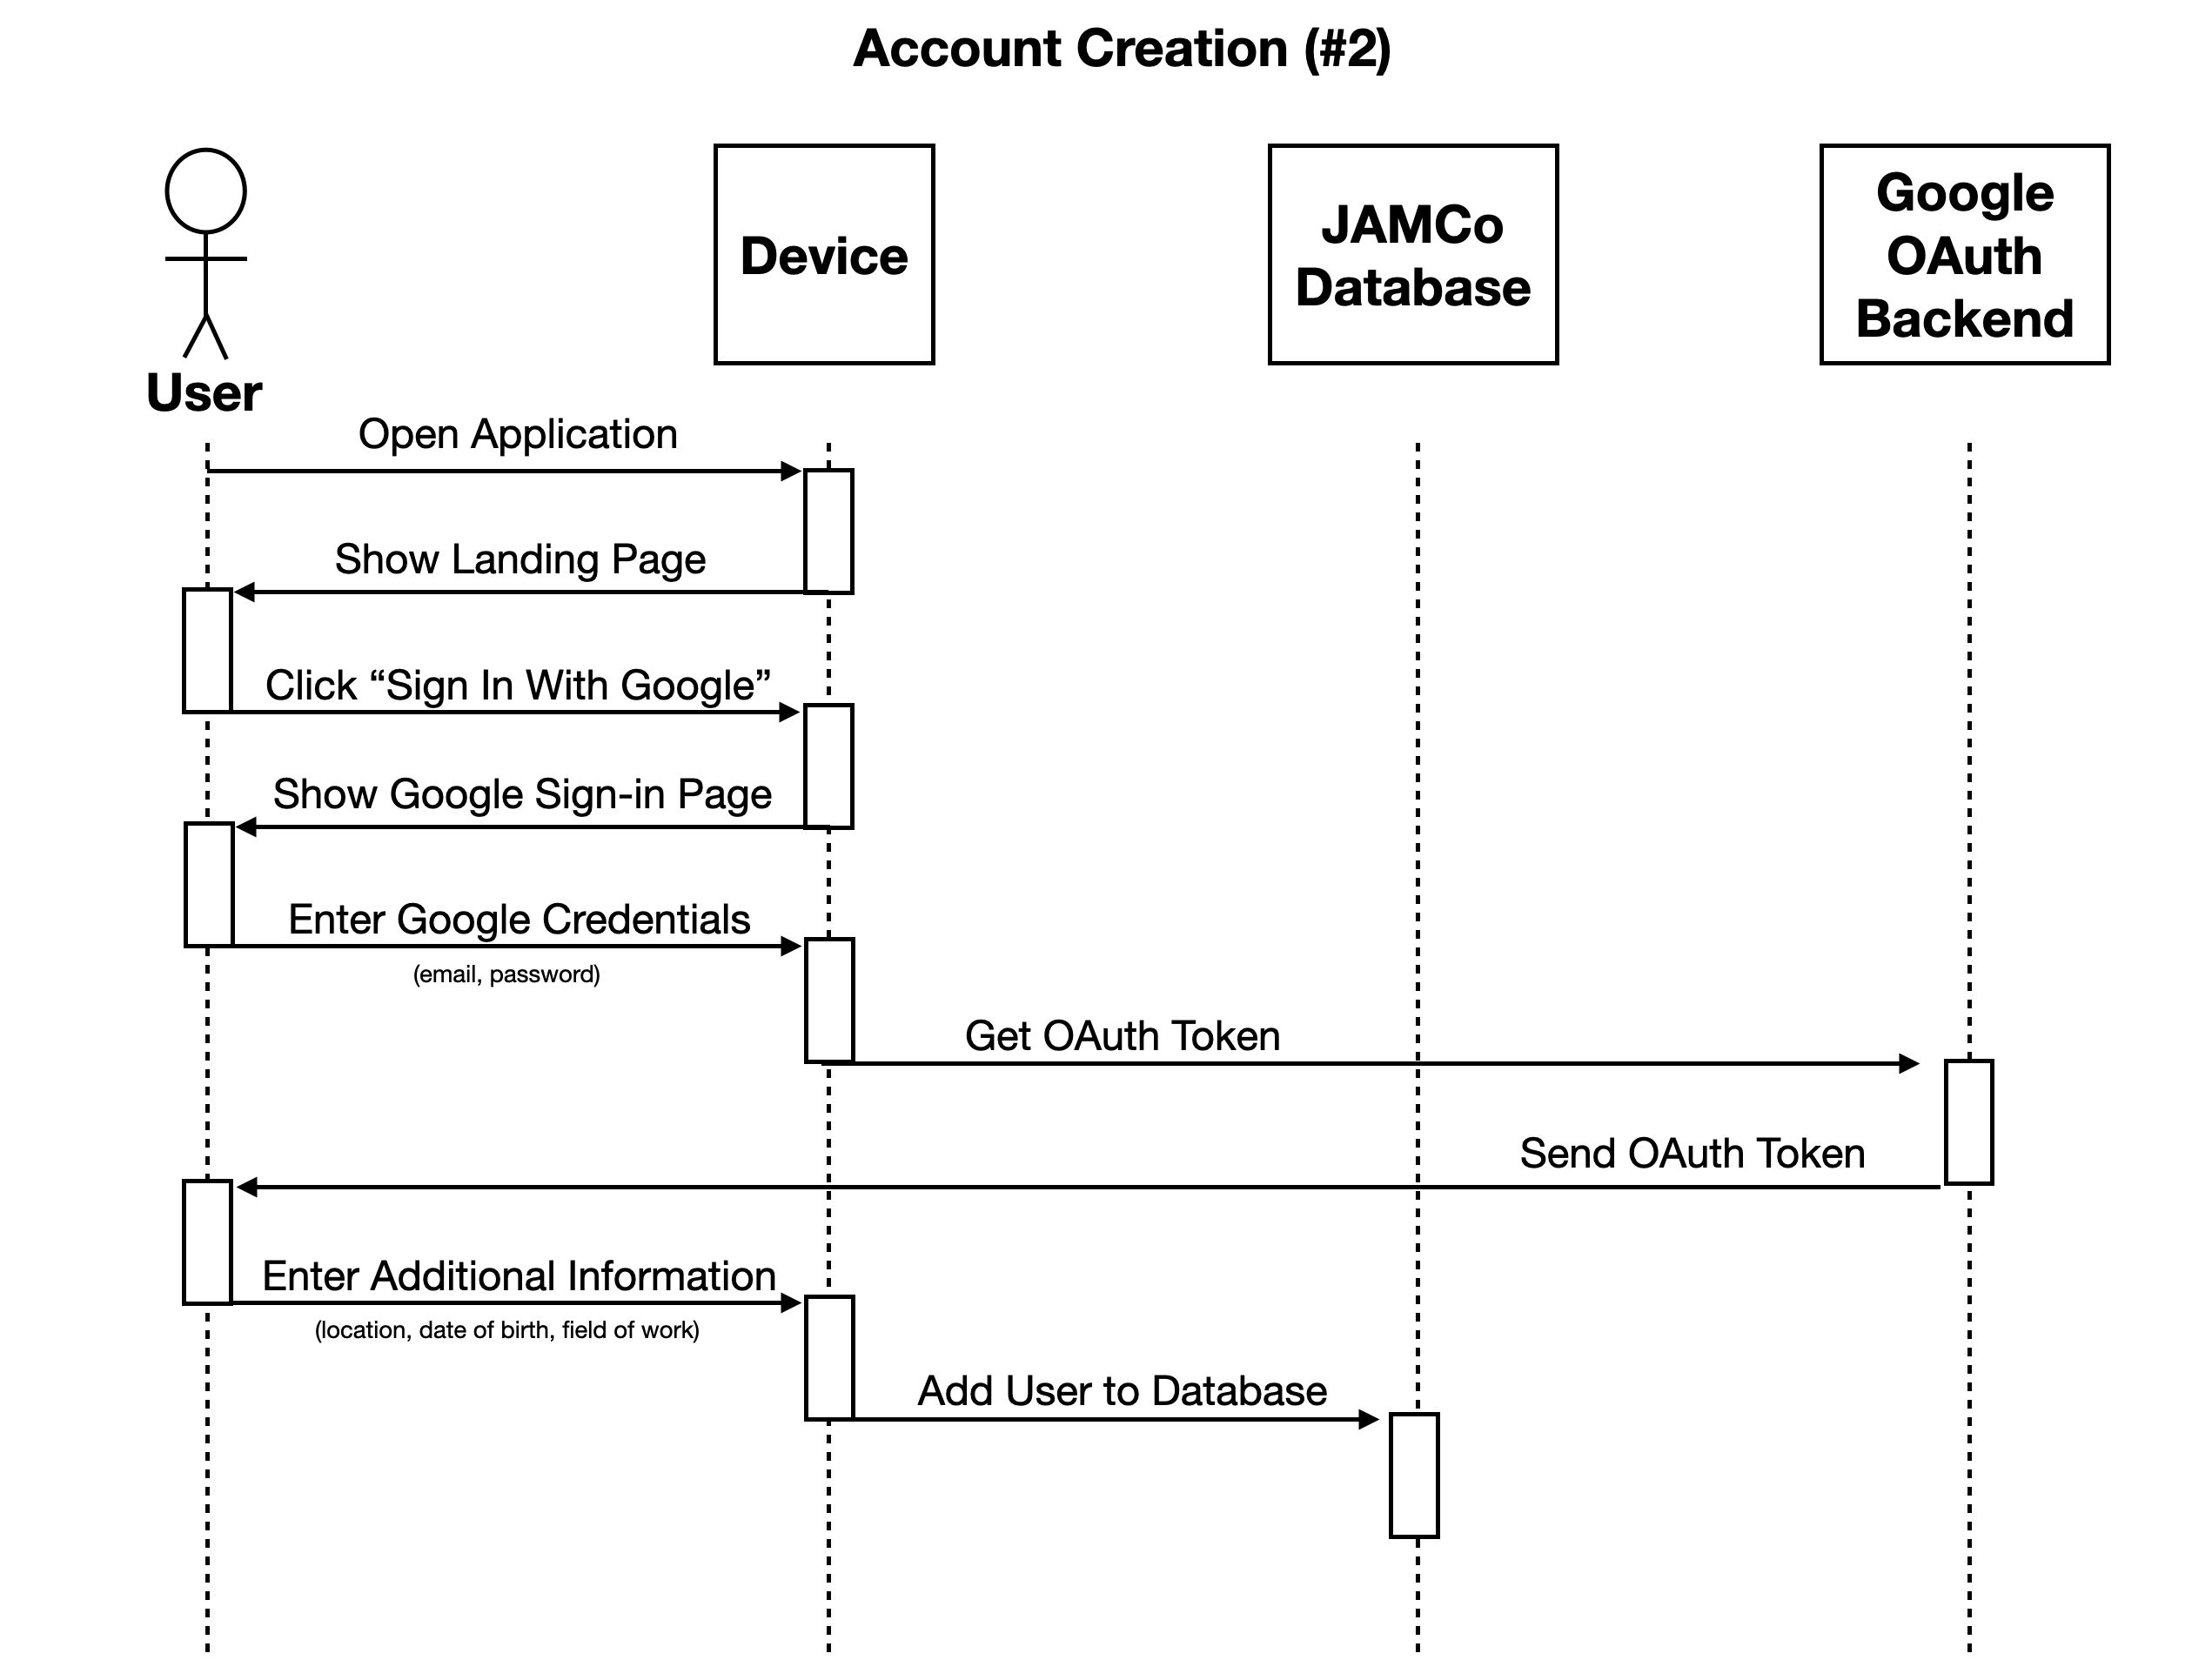 Account Creation (#2)
User
Device
JAMCo
Database
Google
OAuth
Backend
Open Application
Show Landing Page
Click “Sign In With Google”
Show Google Sign-in Page
Enter Google Credentials
(email, password)
Get OAuth Token
Send OAuth Token
Enter Additional Information
(location, date of birth, field of work)
Add User to Database